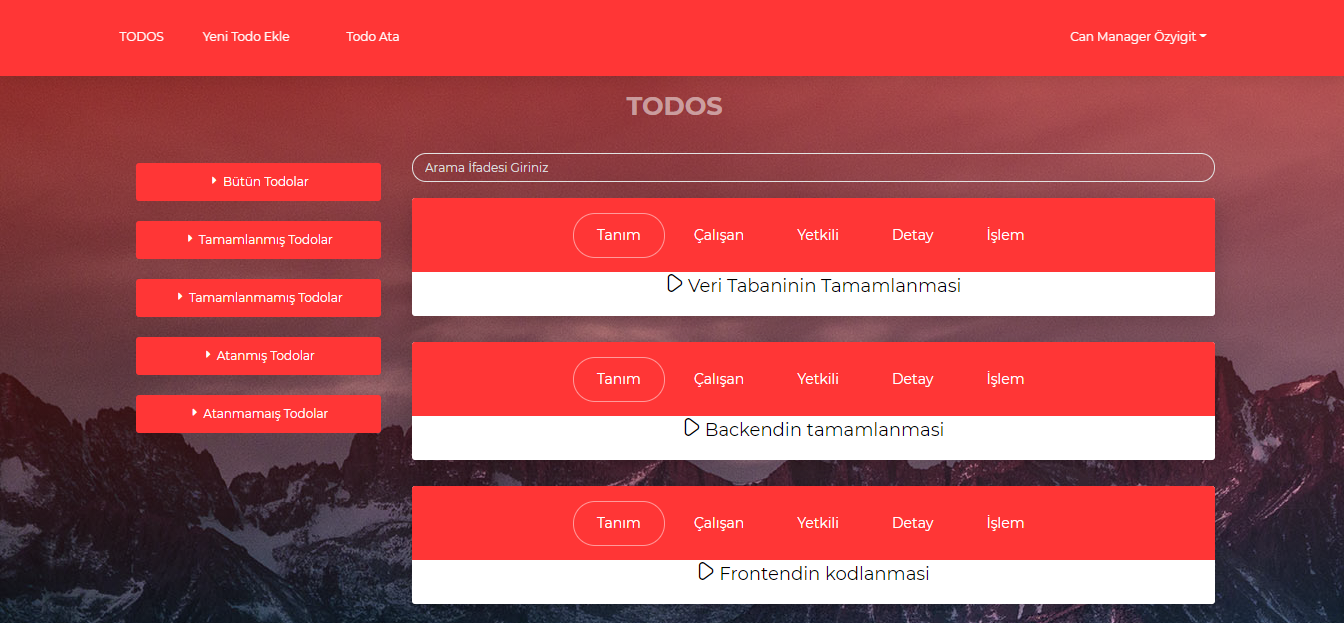 TODOS Yeni Todo Ekle Todo Ata Can Manager Özyigit
TODOS
Bütün Todolar
Tamamlanmış Todolar
Tamamlanmamış Todolar
Atanmış Todolar
Atanmamaış Todolar
Arama İfadesi Giriniz
Tanım Çalışan Yetkili Detay İşlem
Veri Tabaninin Tamamlanmasi
Tanım Çalışan Yetkili Detay İşlem
Backendin tamamlanmasi
Tanım Çalışan Yetkili Detay İşlem
Frontendin kodlanmasi